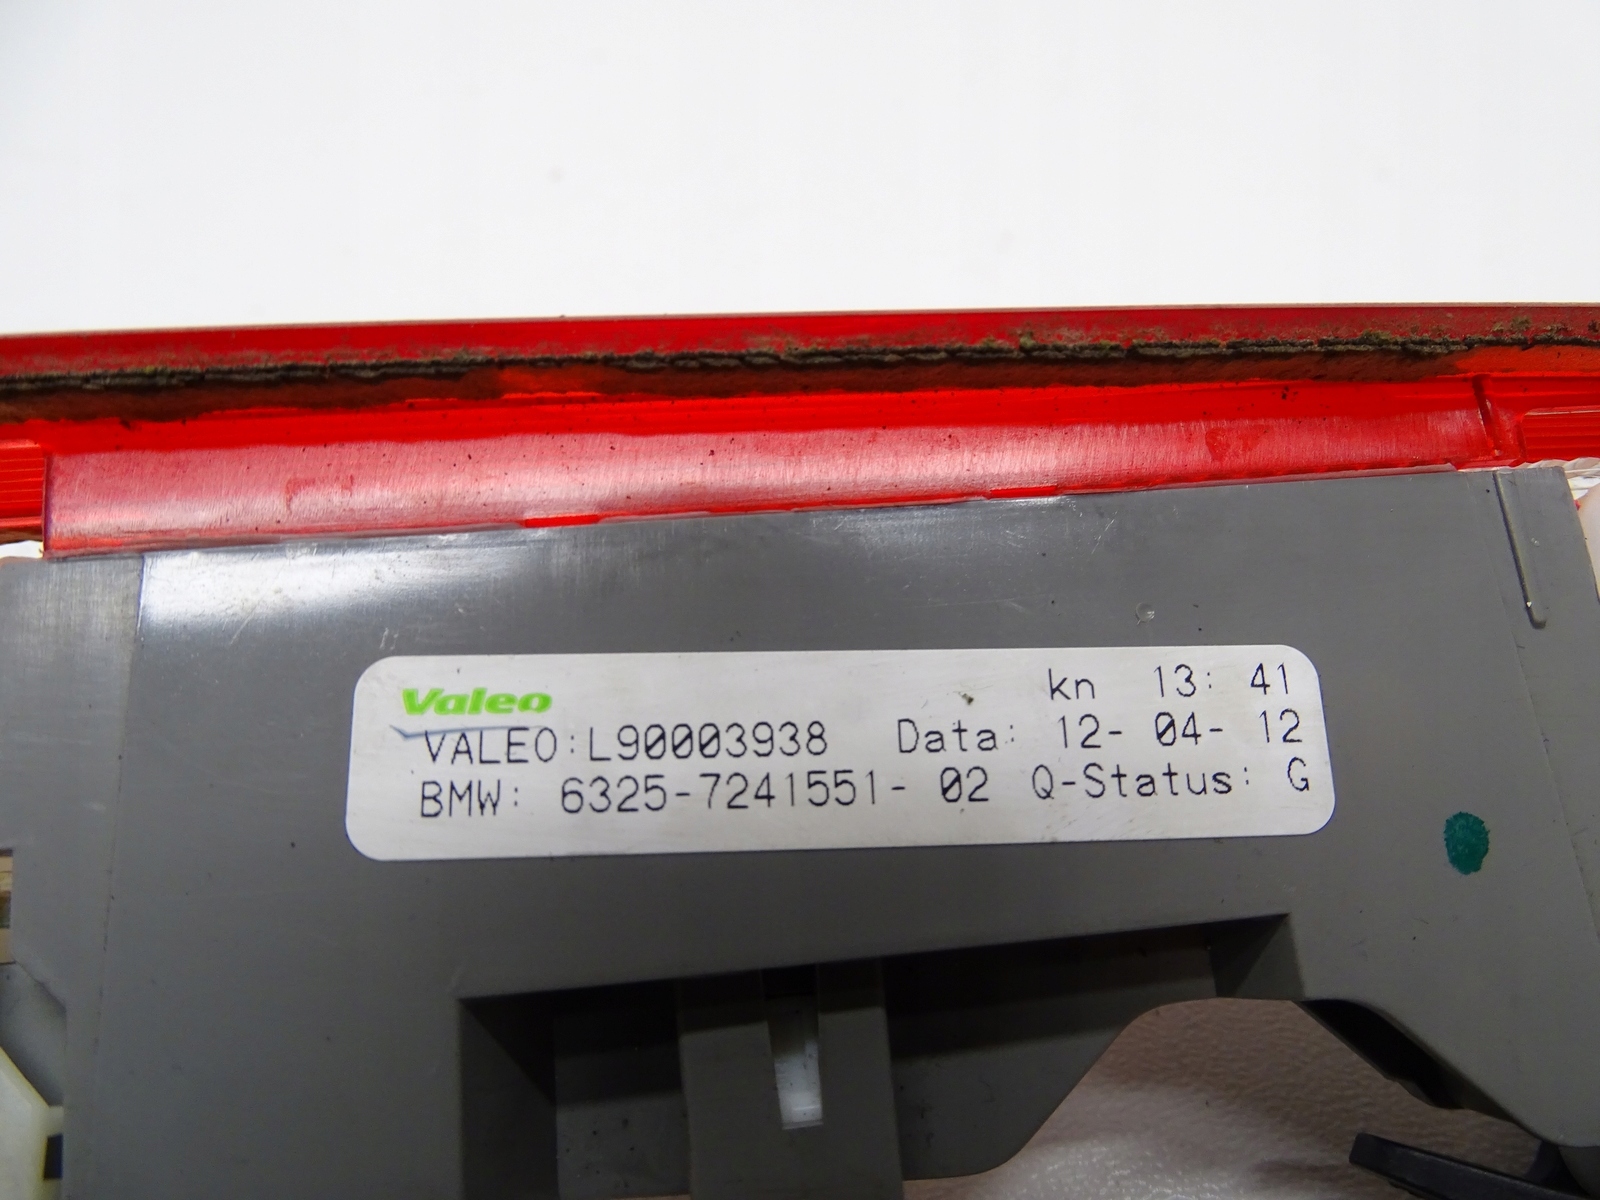 Valeo
kn 13: 41
VALEO:L90003938 Data: 12- 04- 12
BMW: 6325-7241551- 02 Q-Status: G